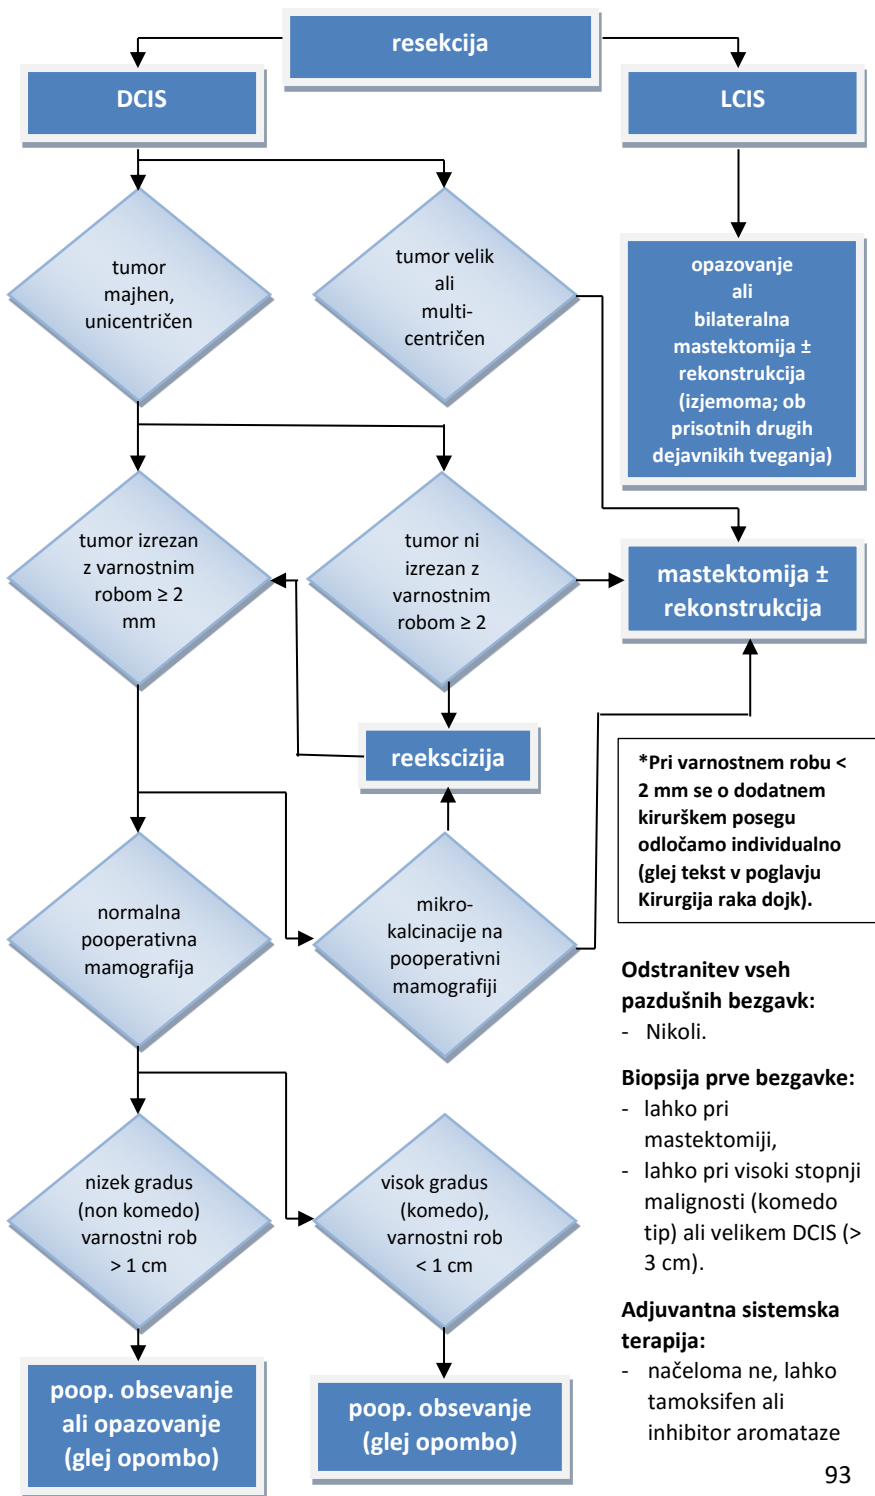 resekcija
DCIS
LCIS
tumor
majhen,
unicentričen
tumor velik
ali
multi-
centričen
opazovanje
ali
bilateralna
mastektomija ±
rekonstrukcija
(izjemoma; ob
prisotnih drugih
dejavnikih tveganja)
tumor izrezan
z varnostnim
robom ≥ 2
mm
tumor ni
izrezan z
varnostnim
robom ≥ 2
mastektomija ±
rekonstrukcija
reekscizija
*Pri varnostnem robu <
2 mm se o dodatnem
kirurškem posegu
odločamo individualno
(glej tekst v poglavju
Kirurgija raka dojk).
normalna
pooperativna
mamografija
mikro-
kalcinacije na
pooperativni
mamografiji
Odstranitev vseh
pazdušnih bezgavk:
- Nikoli.
Biopsija prve bezgavke:
- lahko pri
mastektomiji,
- lahko pri visoki stopnji
malignosti (komedo
tip) ali velikem DCIS (>
3 cm).
nizek gradus
(non komedo)
varnostni rob
> 1 cm
visok gradus
(komedo),
varnostni rob
< 1 cm
Adjuvantna sistemska
terapija:
- načeloma ne, lahko
tamoksifen ali
inhibitor aromataze
poop. obsevanje
ali opazovanje
(glej opombo)
poop. obsevanje
(glej opombo)
93